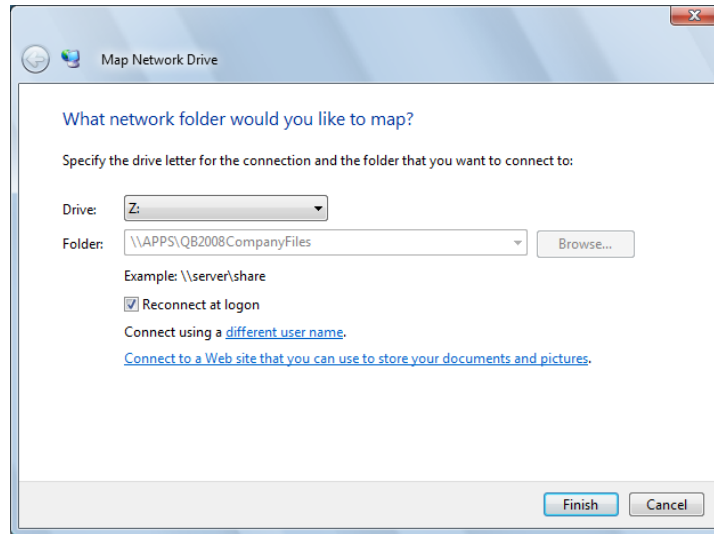 Map Network Drive
What network folder would you like to map?
Specify the drive letter for the connection and the folder that you want to connect to:
Drive: Z:
Folder: \\APPS\QB2008CompanyFiles Browse...
Example: \\server\share
Reconnect at logon
Connect using a different user name.
Connect to a Web site that you can use to store your documents and pictures.
Finish Cancel